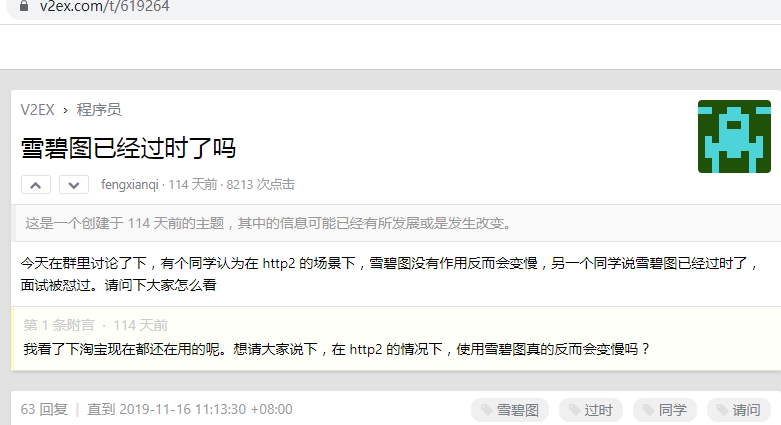 v2ex.com/t/619264
V2EX › 程序员
雪碧图已经过时了吗
fengxianqi · 114 天前 · 8213 次点击
这是一个创建于 114 天前的主题，其中的信息可能已经有所发展或是发生改变。
今天在群里讨论了下，有个同学认为在 http2 的场景下，雪碧图没有作用反而会变慢，另一个同学说雪碧图已经过时了，
面试被怼过。请问下大家怎么看
第 1 条附言 · 114 天前
我看了下淘宝现在都还在用的呢。想请大家说下，在 http2 的情况下，使用雪碧图真的反而会变慢吗？
63 回复 | 直到 2019-11-16 11:13:30 +08:00 雪碧图 过时 同学 请问